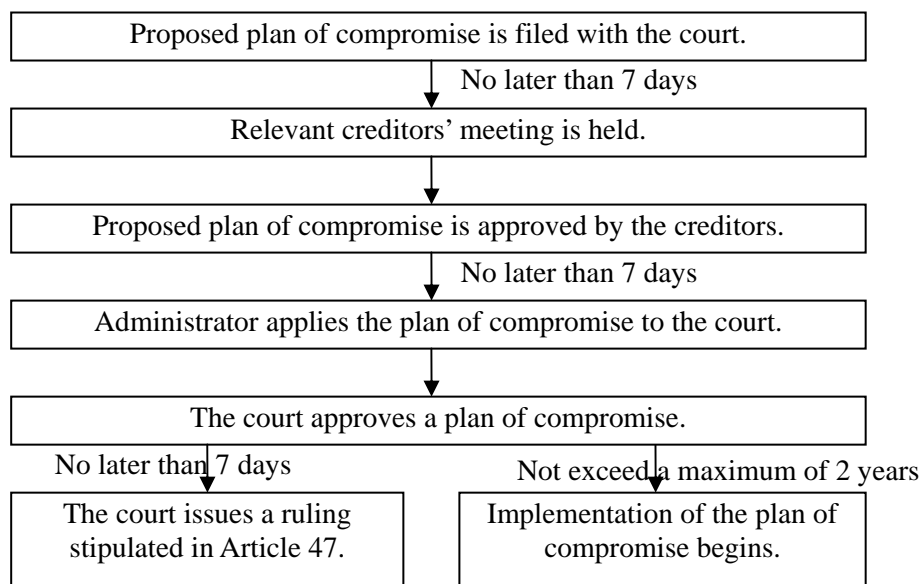 Proposed plan of compromise is filed with the court.
No later than 7 days
Relevant creditors’ meeting is held.
Proposed plan of compromise is approved by the creditors.
No later than 7 days
Administrator applies the plan of compromise to the court.
The court approves a plan of compromise.
No later than 7 days
Not exceed a maximum of 2 years
The court issues a ruling
stipulated in Article 47.
Implementation of the plan of
compromise begins.